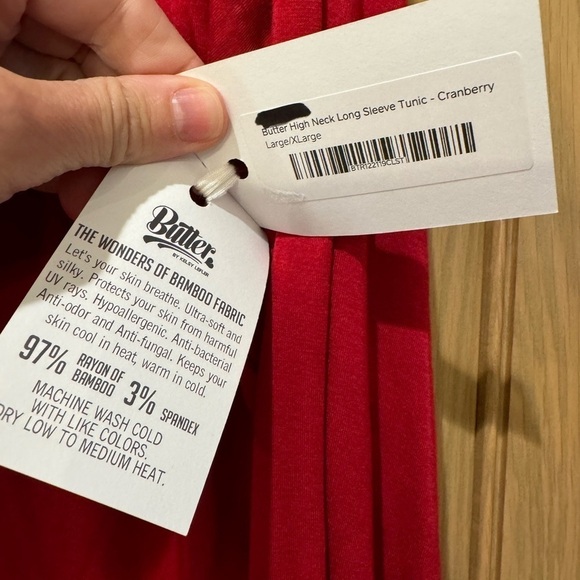 Butter High Neck Long Sleeve Tunic - Cranberry
Large/XLarge
BTR122119CLST
Butter
BY KELSY LEPLIN
THE WONDERS OF BAMBOO FABRIC
Let's your skin breathe. Ultra-soft and
silky. Protects your skin from harmful
UV rays. Hypoallergenic. Anti-bacterial
Anti-odor and Anti-fungal. Keeps your
skin cool in heat, warm in cold.
97% RAYON OF BAMBOO 3% SPANDEX
MACHINE WASH COLD
WITH LIKE COLORS.
DRY LOW TO MEDIUM HEAT.